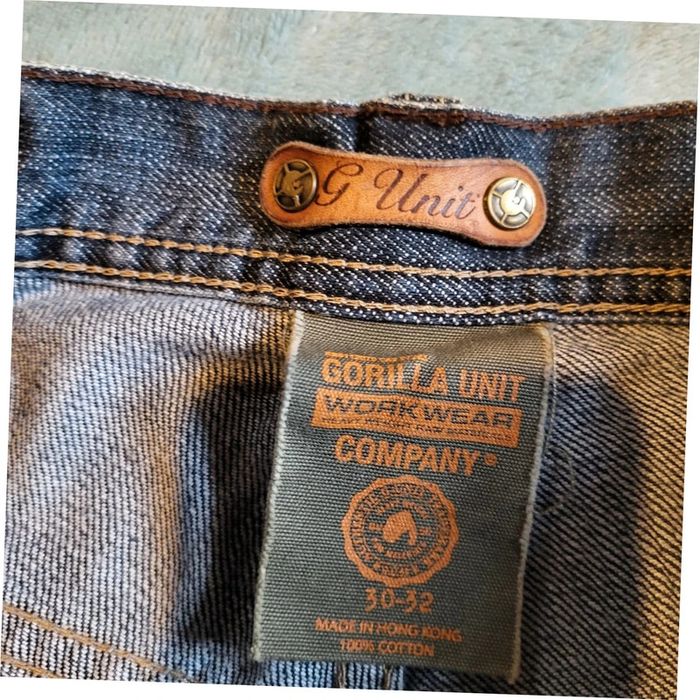 G Unit
GORILLA UNIT
WORKWEAR
COMPANY®
30-32
MADE IN HONG KONG
100% COTTON